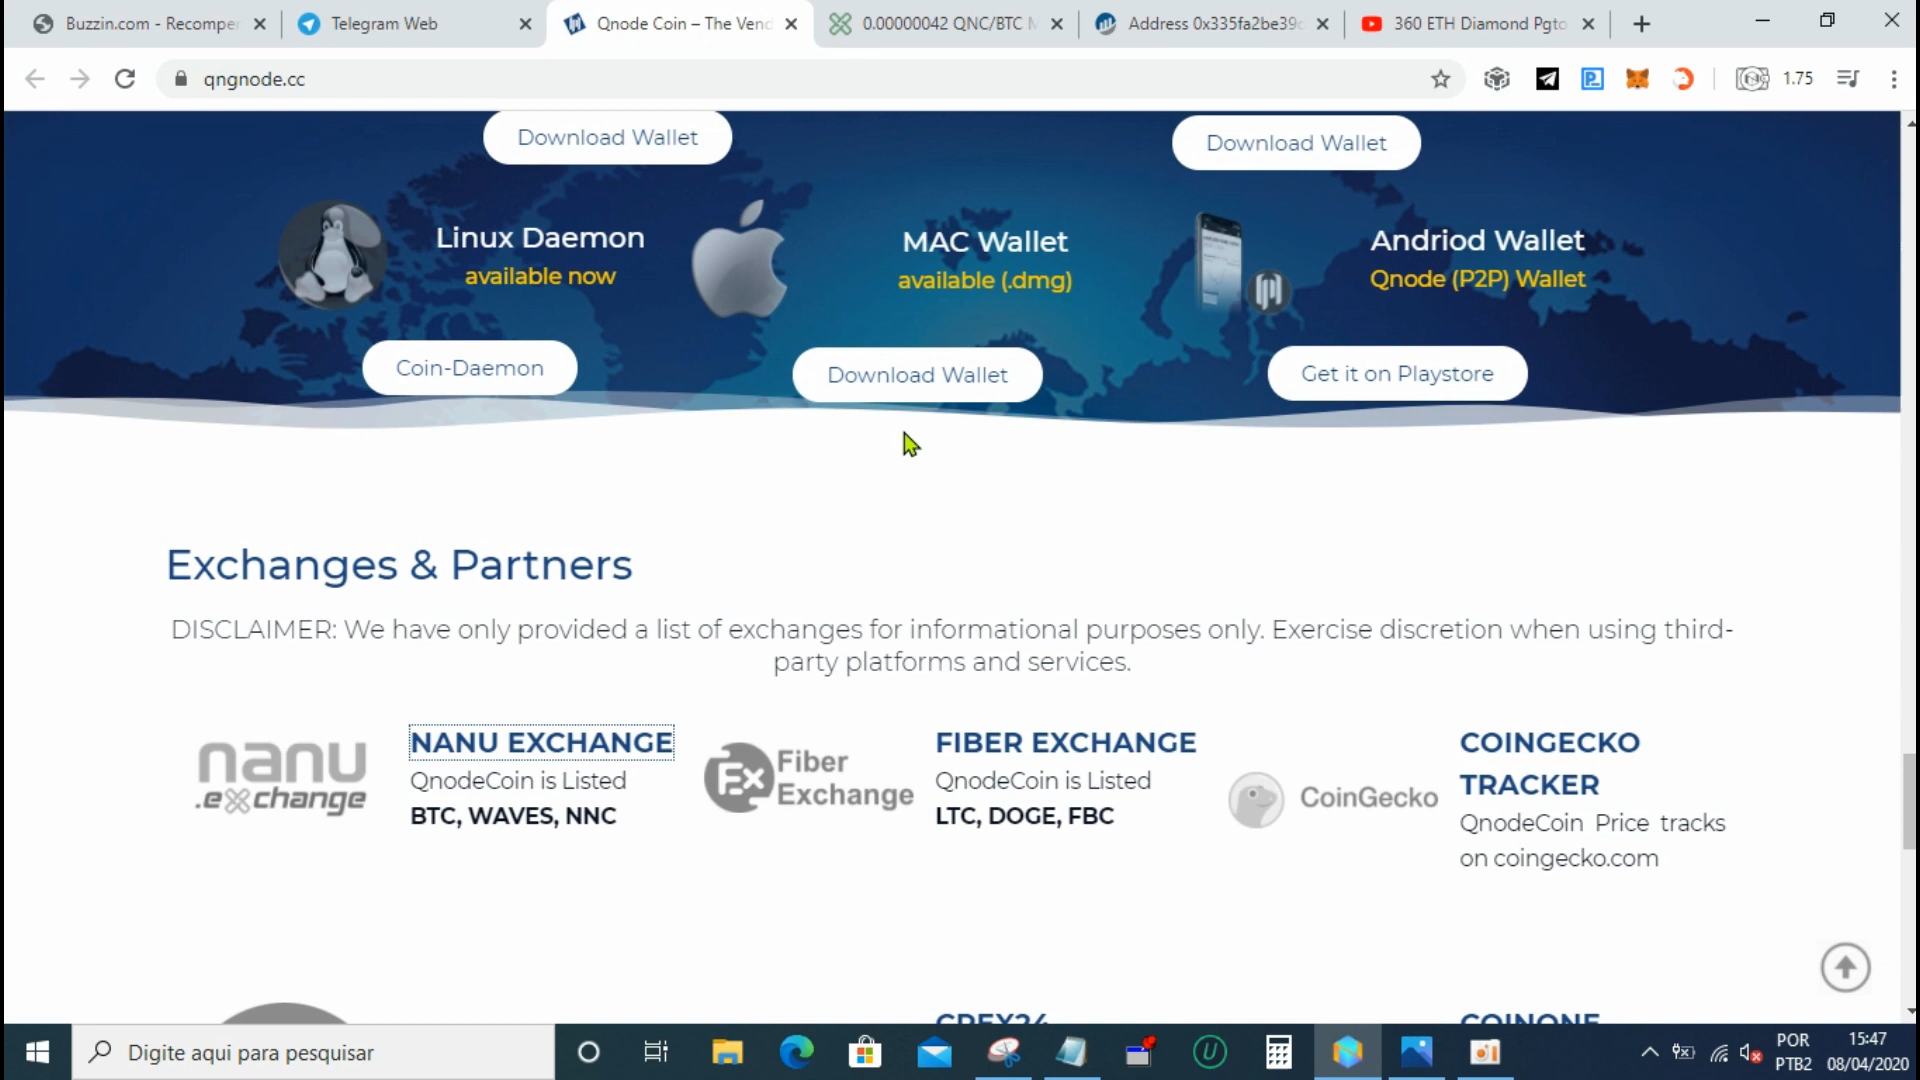 Buzzin.com - Recomper
Telegram Web
Qnode Coin – The Vend
0.00000042 QNC/BTC M
Address 0x335fa2be39c
360 ETH Diamond Pgto
qngnode.cc
1.75
Download Wallet
Download Wallet
Linux Daemon
available now
MAC Wallet
available (.dmg)
Andriod Wallet
Qnode (P2P) Wallet
Coin-Daemon
Download Wallet
Get it on Playstore
Exchanges & Partners
DISCLAIMER: We have only provided a list of exchanges for informational purposes only. Exercise discretion when using third-
party platforms and services.
nanu
.exchange
NANU EXCHANGE
QnodeCoin is Listed
BTC, WAVES, NNC
Ex
Fiber
Exchange
FIBER EXCHANGE
QnodeCoin is Listed
LTC, DOGE, FBC
CoinGecko
COINGECKO
TRACKER
QnodeCoin Price tracks
on coingecko.com
CREX24
COINONE
Digite aqui para pesquisar
POR
PTB2
15:47
08/04/2020